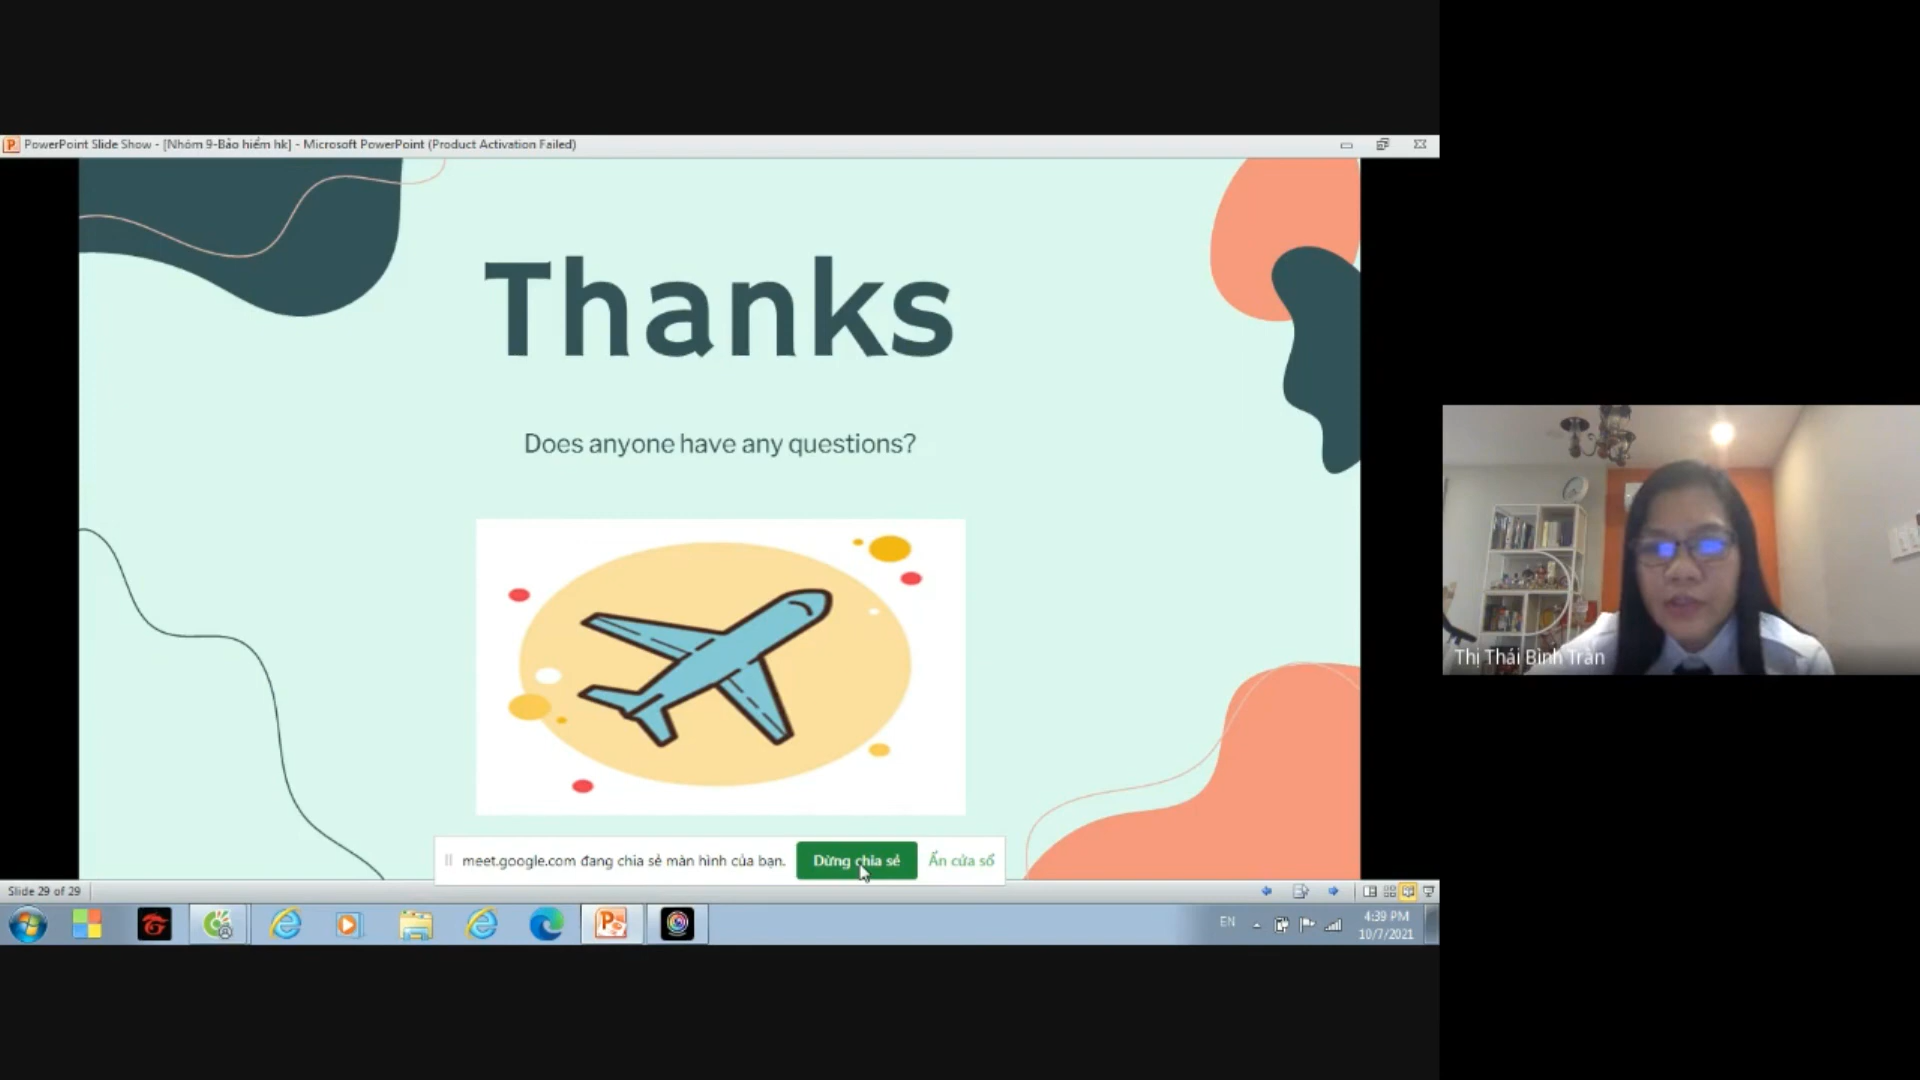 PowerPoint Slide Show - [Nhóm 9-Bảo hiểm hk] - Microsoft PowerPoint (Product Activation Failed)
Thanks
Does anyone have any questions?
meet.google.com đang chia sẻ màn hình của bạn.
Dừng chia sẻ
Ẩn cửa sổ
Thị Thái Bình Trần
Slide 29 of 29
EN
4:39 PM
10/7/2021